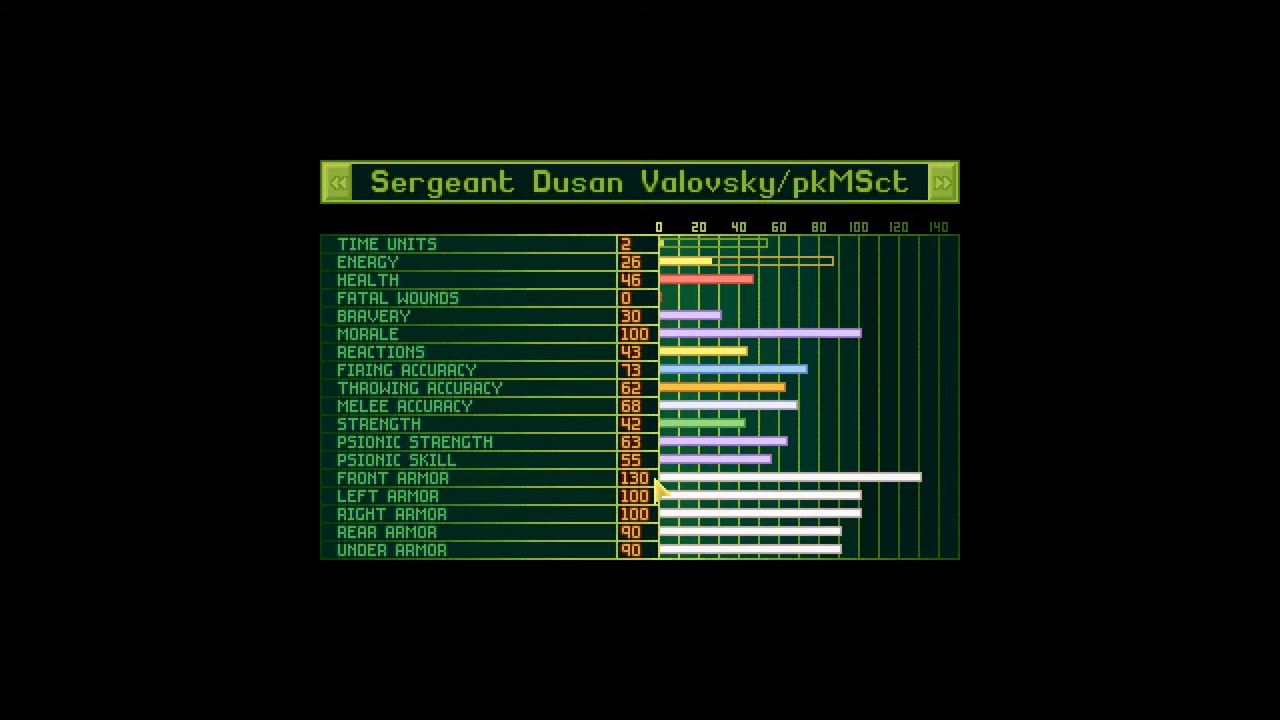 Sergeant Dusan Valovsky/pkMSct
0 20 40 60 80 100 120 140
TIME UNITS 2
ENERGY 26
HEALTH 46
FATAL WOUNDS 0
BRAVERY 30
MORALE 100
REACTIONS 43
FIRING ACCURACY 73
THROWING ACCURACY 62
MELEE ACCURACY 68
STRENGTH 42
PSIONIC STRENGTH 63
PSIONIC SKILL 55
FRONT ARMOR 130
LEFT ARMOR 100
RIGHT ARMOR 100
REAR ARMOR 90
UNDER ARMOR 90